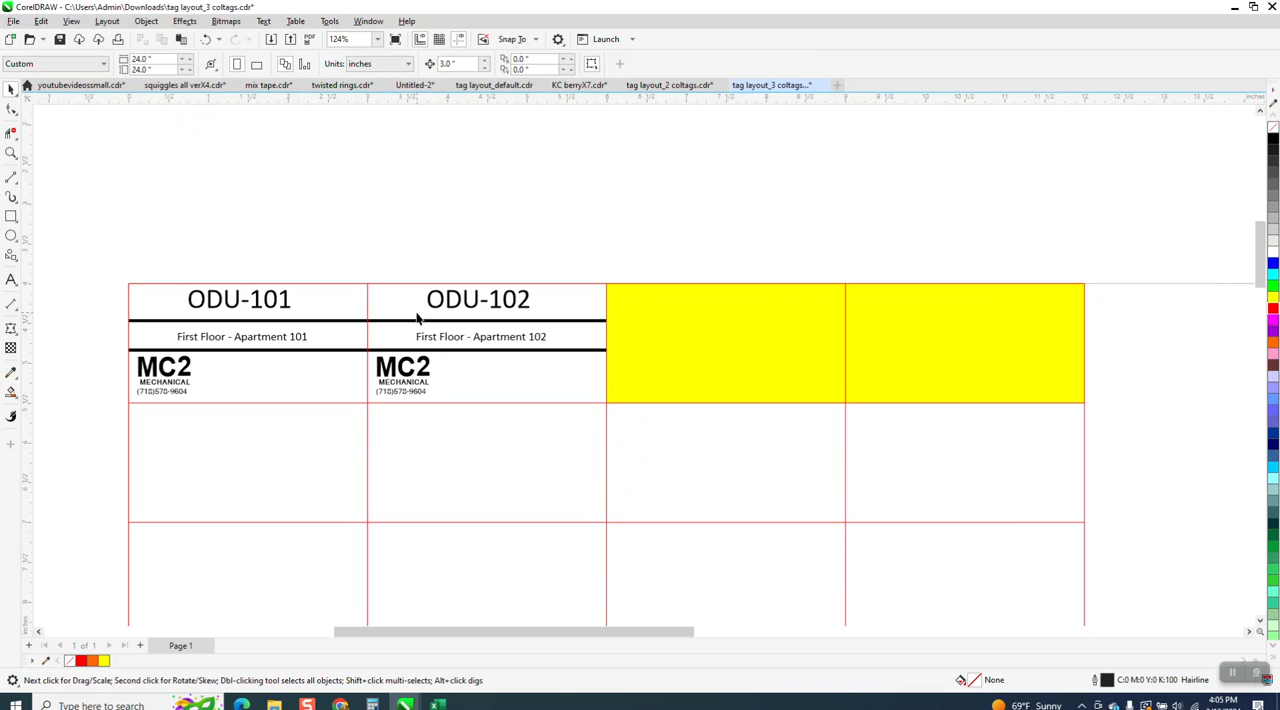 CorelDRAW - C:\Users\Admin\Downloads\tag layout_3 coltags.cdr*
File Edit View Layout Object Effects Bitmaps Text Table Tools Window Help
124% Snap To Launch
Custom 24.0 " 24.0 " Units: inches 3.0 " 0.0 " 0.0 "
youtubevideossmall.cdr* squiggles all verX4.cdr* mix tape.cdr* twisted rings.cdr* Untitled-2* tag layout_default.cdr KC berryX7.cdr* tag layout_2 coltags.cdr* tag layout_3 coltags...*
inches
ODU-101 ODU-102
First Floor - Apartment 101 First Floor - Apartment 102
MC2 MC2
MECHANICAL MECHANICAL
(718)578-9604 (718)578-9604
1 of 1 Page 1
Next click for Drag/Scale; Second click for Rotate/Skew; Dbl-clicking tool selects all objects; Shift+click multi-selects; Alt+click digs None C:0 M:0 Y:0 K:100 Hairline
4:05 PM
Type here to search 69°F Sunny